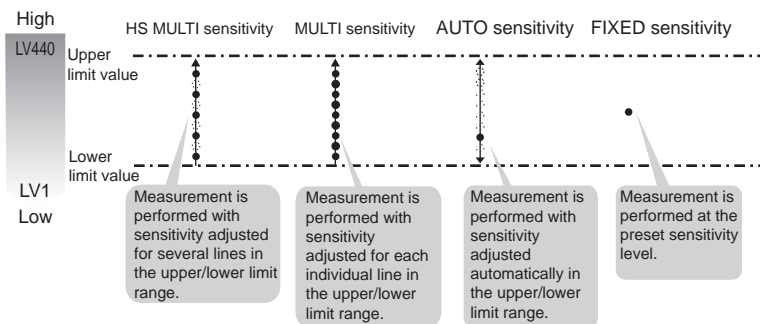 High
LV440
LV1
Low
Upper
limit value
Lower
limit value
HS MULTI sensitivity
MULTI sensitivity
AUTO sensitivity
FIXED sensitivity
Measurement is
performed with
sensitivity adjusted
for several lines in
the upper/lower limit
range.
Measurement is
performed with
sensitivity
adjusted for each
individual line in
the upper/lower
limit range.
Measurement is
performed with
sensitivity
adjusted
automatically in
the upper/lower
limit range.
Measurement is
performed at the
preset sensitivity
level.